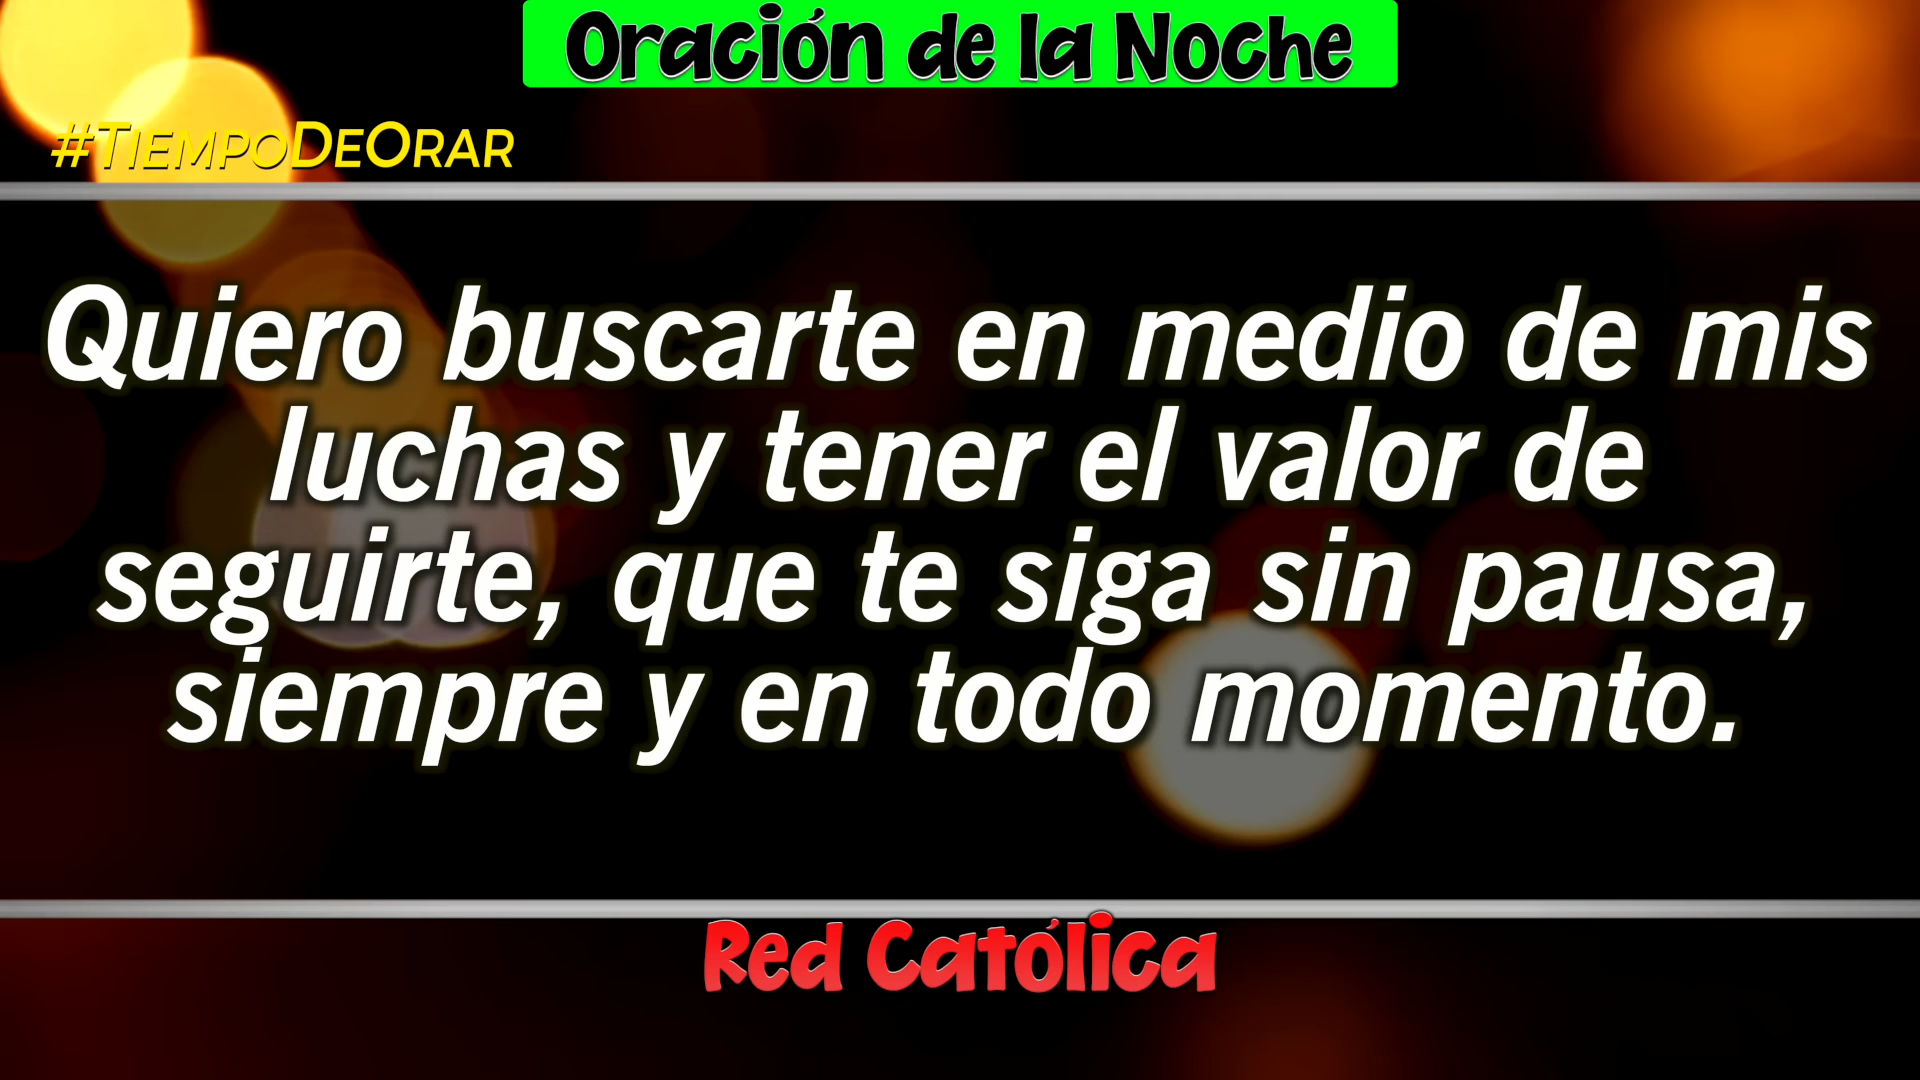 Oración de la Noche
#TiempoDeOrar
Quiero buscarte en medio de mis
luchas y tener el valor de
seguirte, que te siga sin pausa,
siempre y en todo momento.
Red Católica